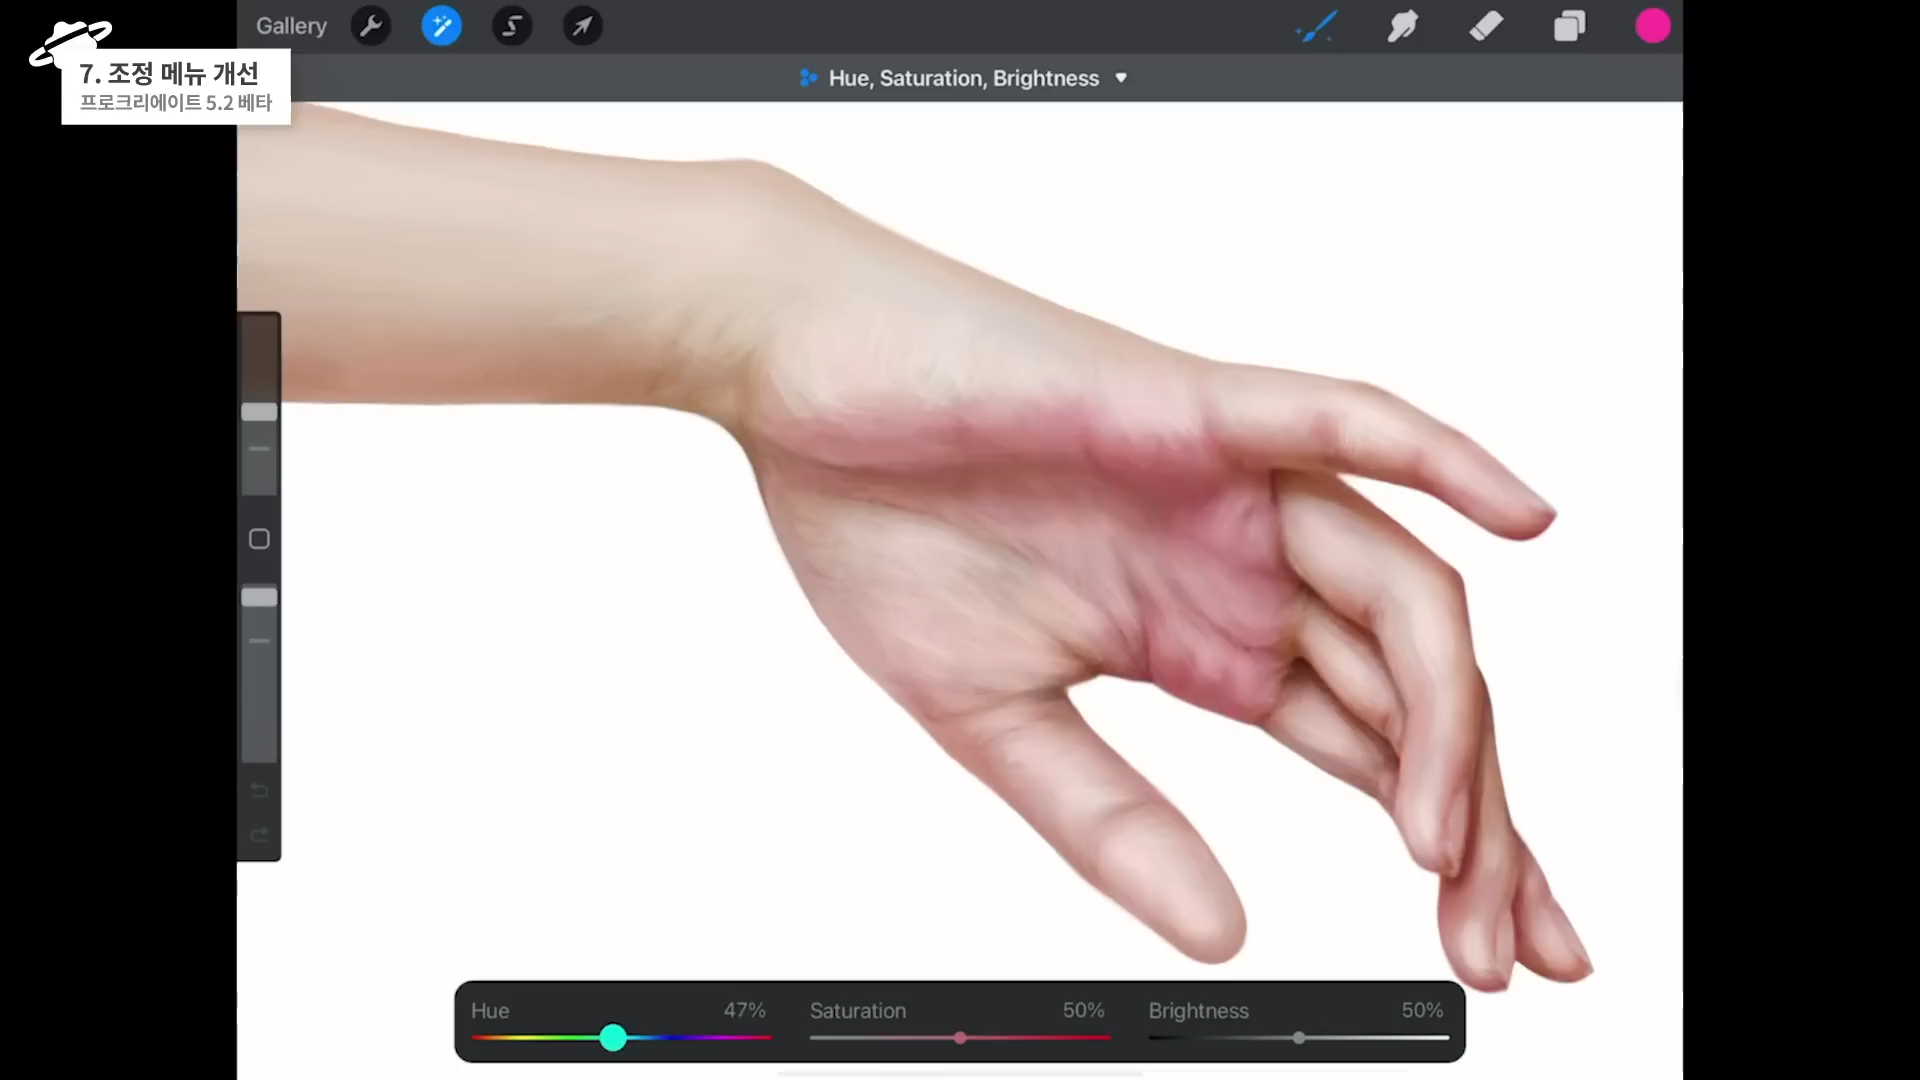 Gallery
7. 조정 메뉴 개선
프로크리에이트 5.2 베타
Hue, Saturation, Brightness
Hue 47% Saturation 50% Brightness 50%